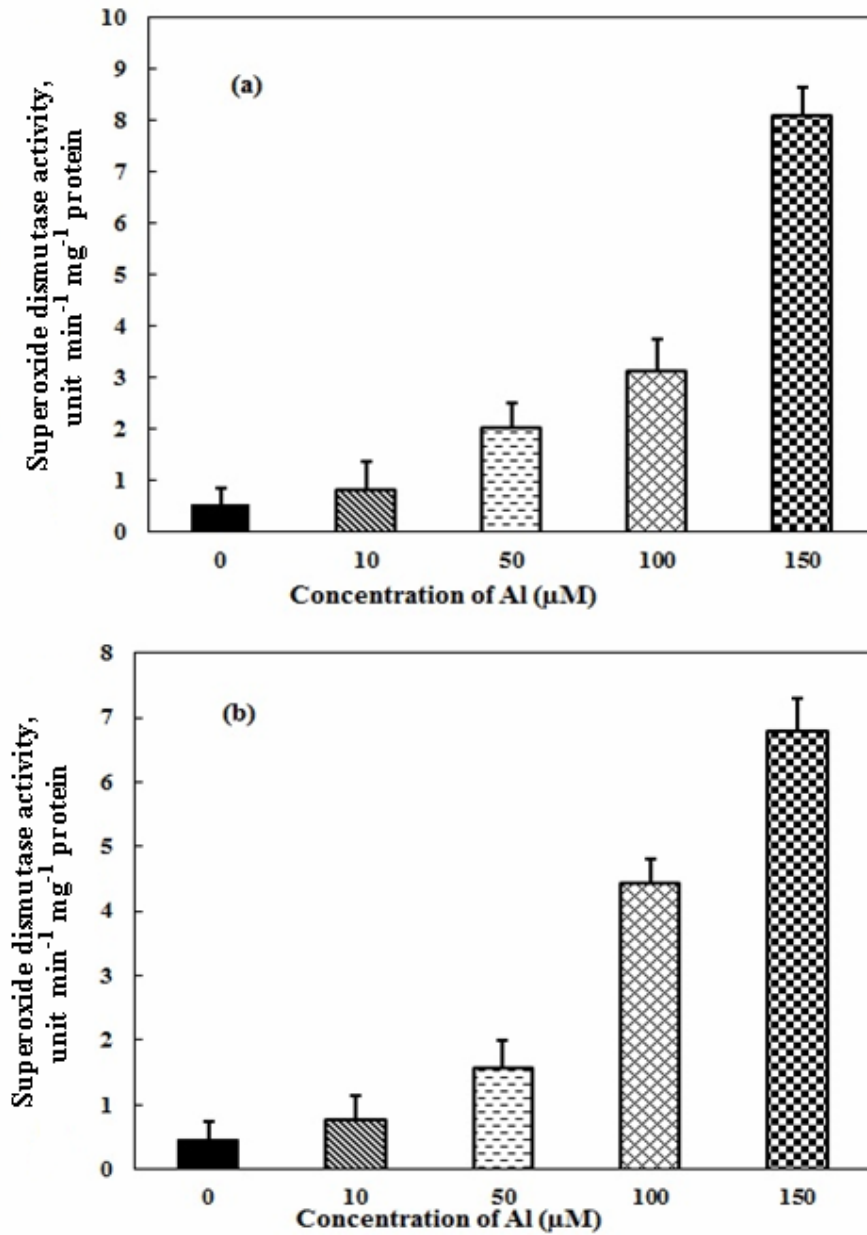 10
9
8
7
6
5
4
3
2
1
0
Superoxide dismutase activity,
unit min⁻¹ mg⁻¹ protein
(a)
0 10 50 100 150
Concentration of Al (µM)
8
7
6
5
4
3
2
1
0
Superoxide dismutase activity,
unit min⁻¹ mg⁻¹ protein
(b)
0 10 50 100 150
Concentration of Al (µM)